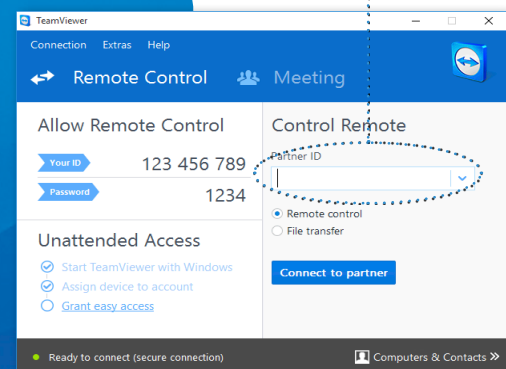 TeamViewer
Connection Extras Help
Remote Control Meeting
Allow Remote Control
Your ID 123 456 789
Password 1234
Unattended Access
Start TeamViewer with Windows
Assign device to account
Grant easy access
Control Remote
Partner ID
Remote control
File transfer
Connect to partner
Ready to connect (secure connection)
Computers & Contacts